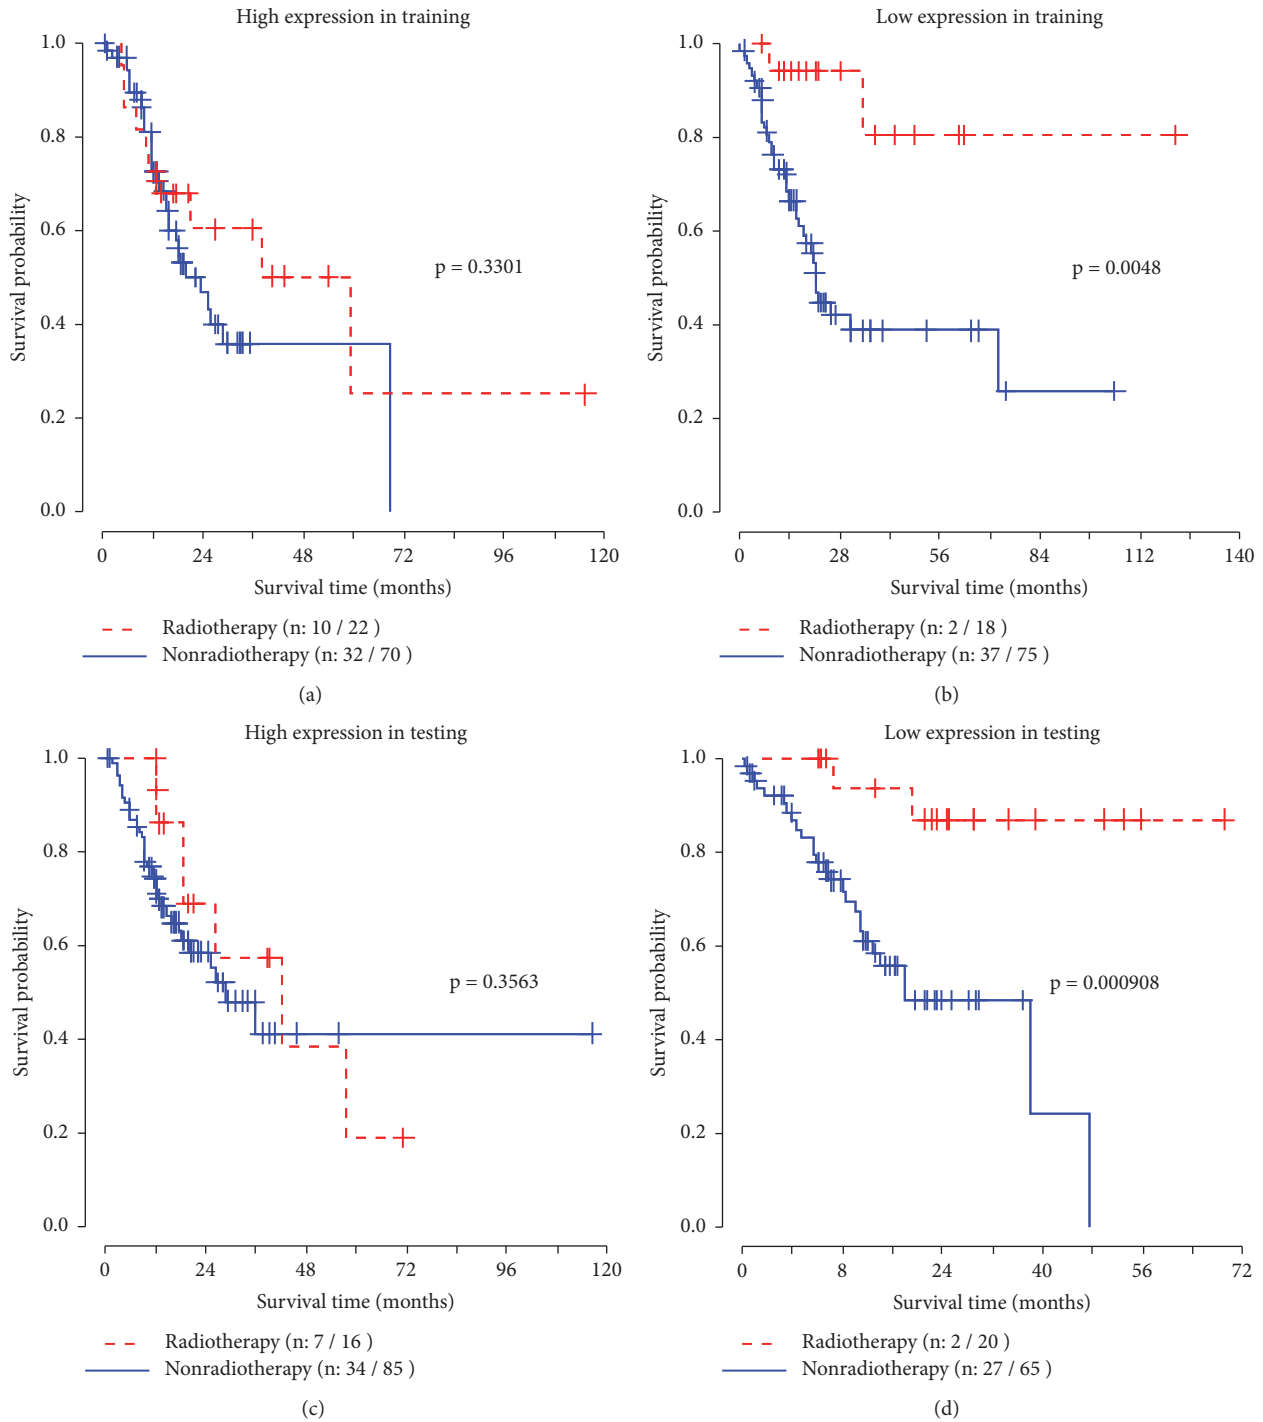 High expression in training
Survival probability
1.0
0.8
0.6
0.4
0.2
0.0
p = 0.3301
0 24 48 72 96 120
Survival time (months)
Radiotherapy (n: 10 / 22 )
Nonradiotherapy (n: 32 / 70 )
(a)
Low expression in training
Survival probability
1.0
0.8
0.6
0.4
0.2
0.0
p = 0.0048
0 28 56 84 112 140
Survival time (months)
Radiotherapy (n: 2 / 18 )
Nonradiotherapy (n: 37 / 75 )
(b)
High expression in testing
Survival probability
1.0
0.8
0.6
0.4
0.2
0.0
p = 0.3563
0 24 48 72 96 120
Survival time (months)
Radiotherapy (n: 7 / 16 )
Nonradiotherapy (n: 34 / 85 )
(c)
Low expression in testing
Survival probability
1.0
0.8
0.6
0.4
0.2
0.0
p = 0.000908
0 8 24 40 56 72
Survival time (months)
Radiotherapy (n: 2 / 20 )
Nonradiotherapy (n: 27 / 65 )
(d)